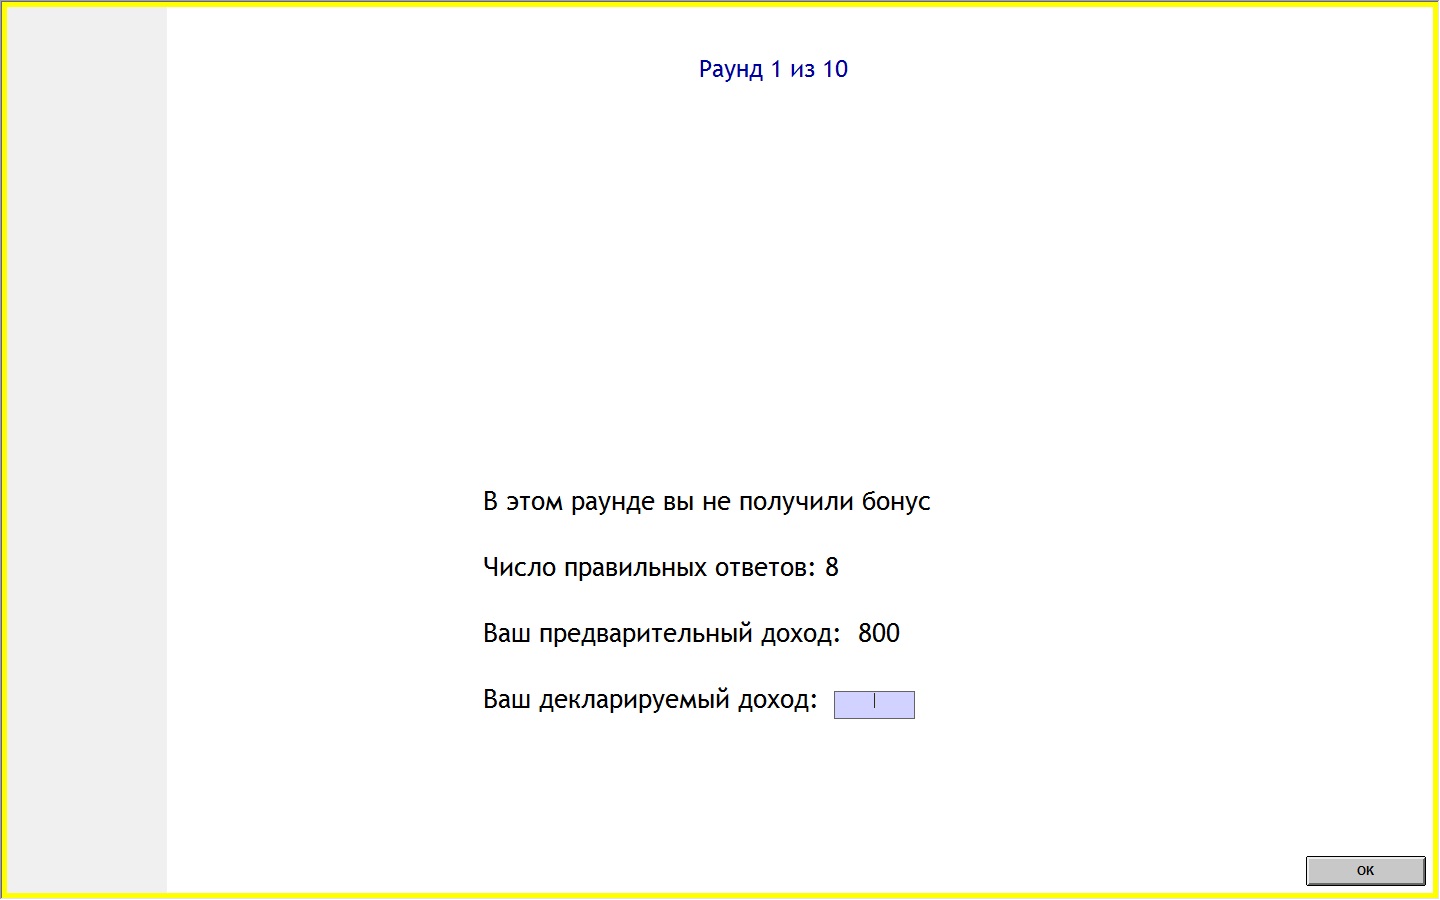 Раунд 1 из 10
В этом раунде вы не получили бонус
Число правильных ответов: 8
Ваш предварительный доход: 800
Ваш декларируемый доход:
ОК